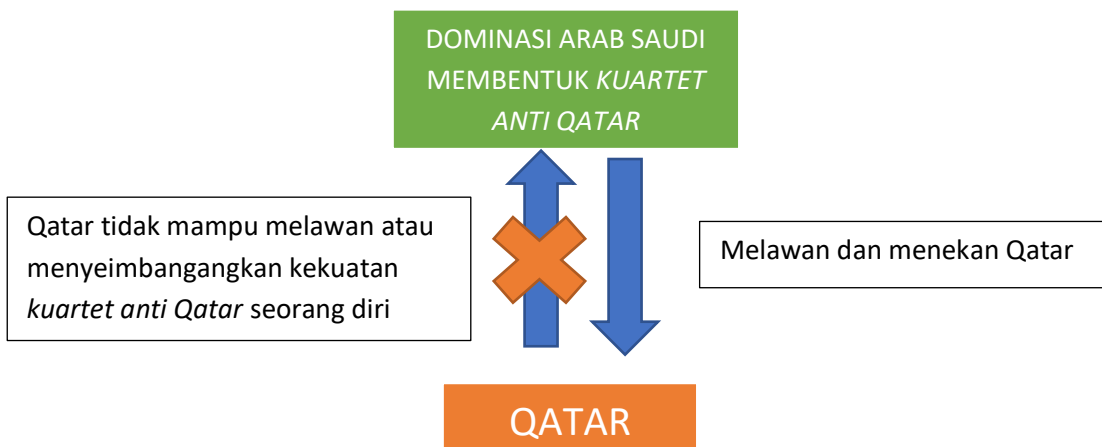 DOMINASI ARAB SAUDI
MEMBENTUK KUARTET
ANTI QATAR
Qatar tidak mampu melawan atau
menyeimbangangkan kekuatan
kuartet anti Qatar seorang diri
Melawan dan menekan Qatar
QATAR